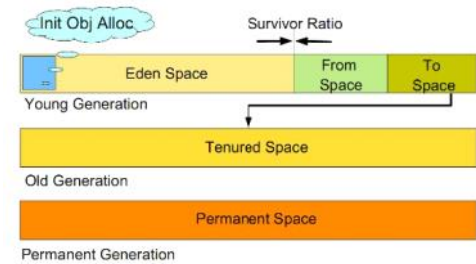 Init Obj Alloc
Survivor Ratio
Eden Space
From
Space
To
Space
Young Generation
Tenured Space
Old Generation
Permanent Space
Permanent Generation